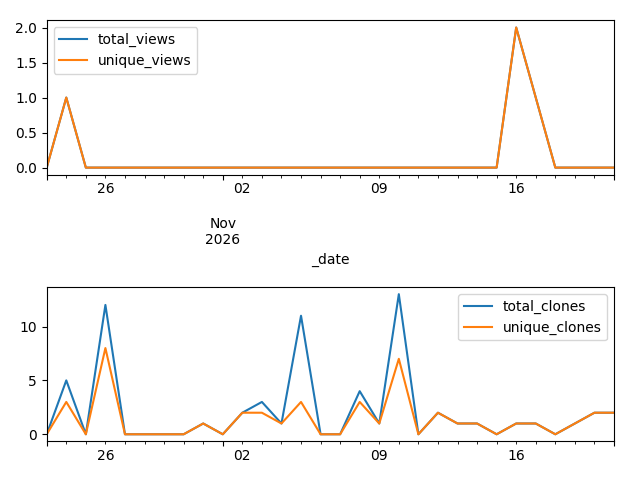 2.0
1.5
1.0
0.5
0.0
total_views
unique_views
26
02
09
16
Nov
2026
_date
10
5
0
total_clones
unique_clones
26
02
09
16